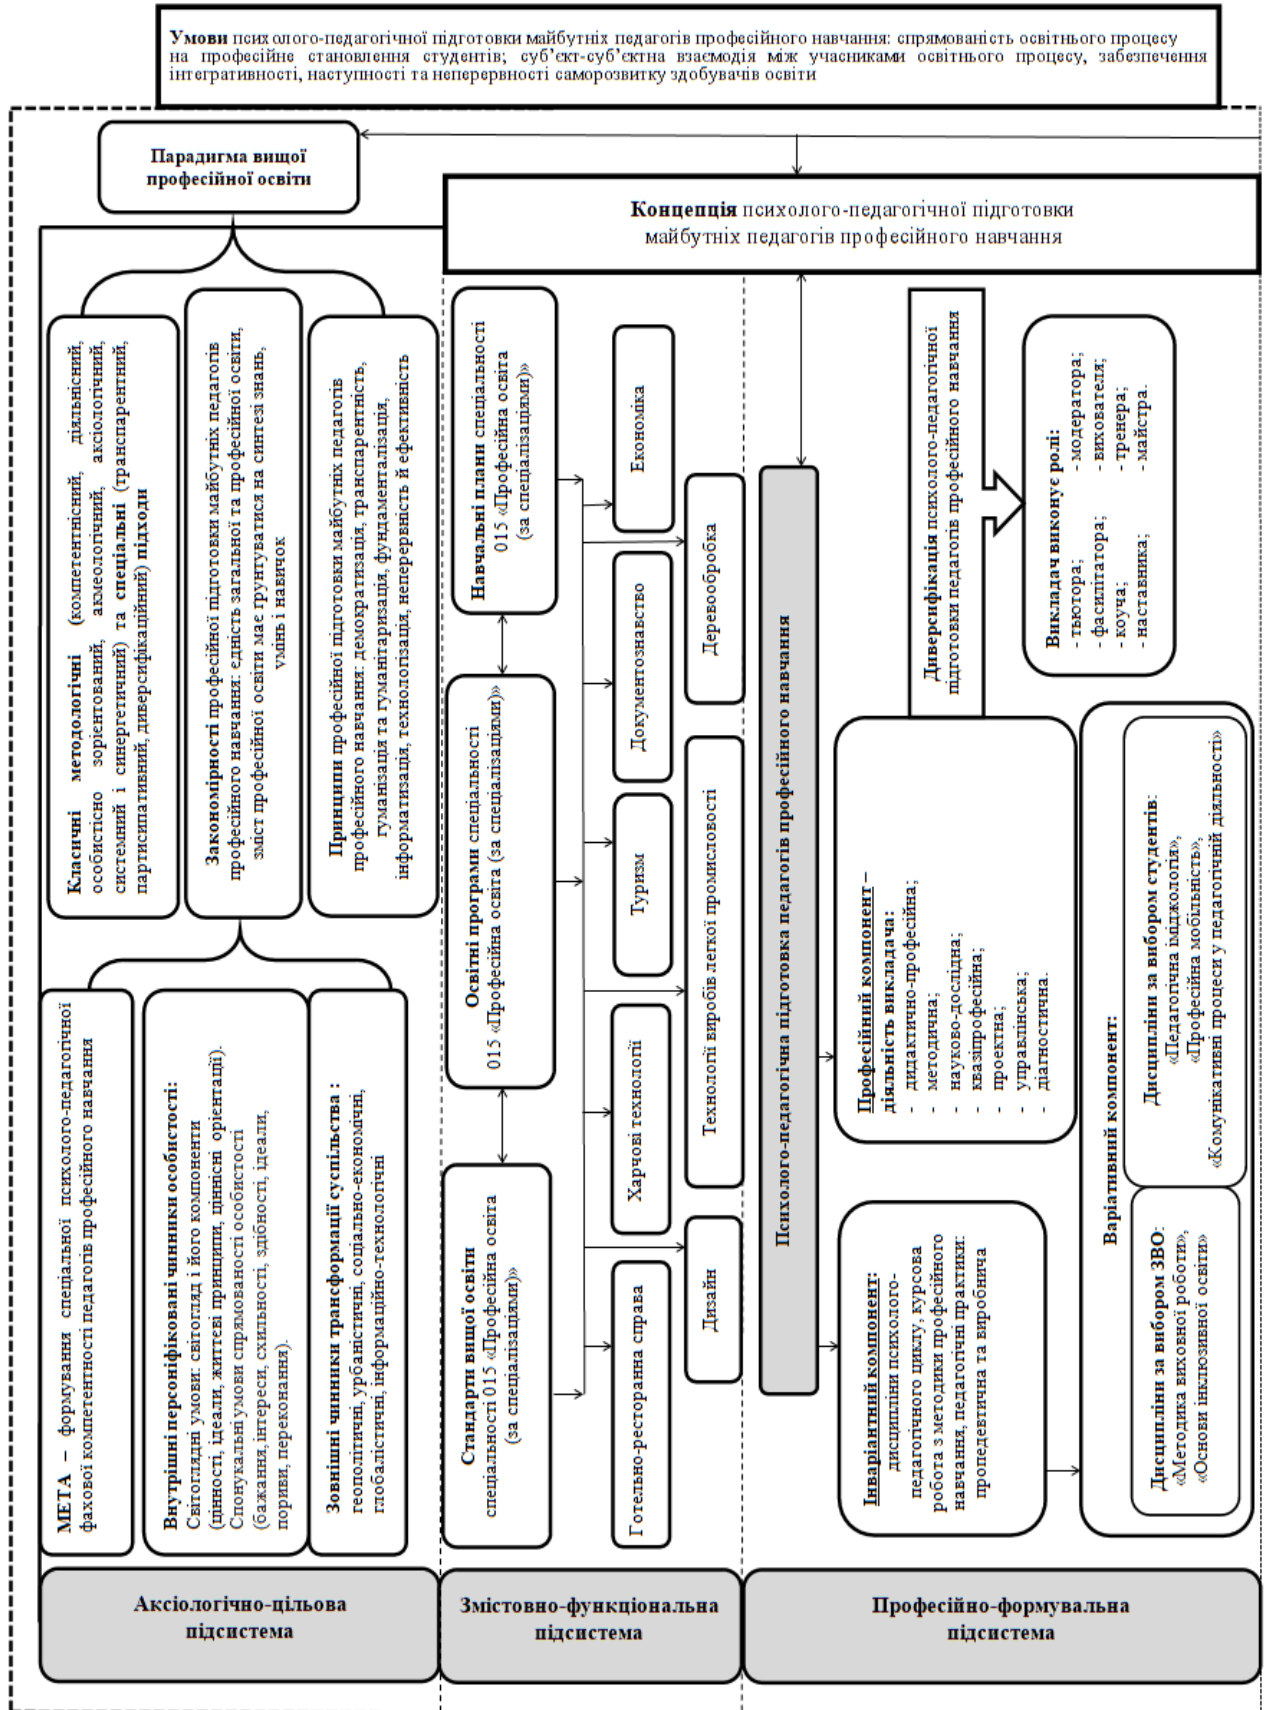 Умови психолого-педагогічної підготовки майбутніх педагогів професійного навчання: спрямованість освітнього процесу
на професійне становлення студентів; суб’єкт-суб’єктна взаємодія між учасниками освітнього процесу, забезпечення
інтегративності, наступності та неперервності саморозвитку здобувачів освіти
Парадигма вищої
професійної освіти
Концепція психолого-педагогічної підготовки
майбутніх педагогів професійного навчання
Класичні методологічні (компетентнісний, діяльнісний,
особистісно зорієнтований, акмеологічний, аксіологічний,
системний і синергетичний) та спеціальні (транспарентний,
партисипативний, диверсифікаційний) підходи
Закономірності професійної підготовки майбутніх педагогів
професійного навчання: єдність загальної та професійної освіти,
зміст професійної освіти має ґрунтуватися на синтезі знань,
умінь і навичок
Принципи професійної підготовки майбутніх педагогів
професійного навчання: демократизація, транспарентність,
гуманізація та гуманітаризація, фундаменталізація,
інформатизація, технологізація, неперервність й ефективність
МЕТА – формування спеціальної психолого-педагогічної
фахової компетентності педагогів професійного навчання
Внутрішні персоніфіковані чинники особистості:
Світоглядні умови: світогляд і його компоненти
(цінності, ідеали, життєві принципи, ціннісні орієнтації).
Спонукальні умови спрямованості особистості
(бажання, інтереси, схильності, здібності, ідеали,
пориви, переконання).
Зовнішні чинники трансформації суспільства :
геополітичні, урбаністичні, соціально-економічні,
глобалістичні, інформаційно-технологічні
Аксіологічно-цільова
підсистема
Навчальні плани спеціальності
015 «Професійна освіта
(за спеціалізаціями)»
Освітні програми спеціальності
015 «Професійна освіта (за спеціалізаціями)»
Стандарти вищої освіти
спеціальності 015 «Професійна освіта
(за спеціалізаціями)»
Економіка
Документознавство
Туризм
Харчові технології
Готельно-ресторанна справа
Деревообробка
Технології виробів легкої промисловості
Дизайн
Змістовно-функціональна
підсистема
Психолого-педагогічна підготовка педагогів професійного навчання
Диверсифікація психолого-педагогічної
підготовки педагогів професійного навчання
Викладач виконує ролі:
- тьютора; - модератора;
- фасилітатора; - вихователя;
- коуча; - тренера;
- наставника; - майстра.
Професійний компонент –
діяльність викладача:
- дидактично-професійна;
- методична;
- науково-дослідна;
- квазіпрофесійна;
- проектна;
- управлінська;
- діагностична.
Інваріантний компонент:
дисципліни психолого-
педагогічного циклу, курсова
робота з методики професійного
навчання, педагогічні практики:
пропедевтична та виробнича
Варіативний компонент:
Дисципліни за вибором ЗВО:
«Методика виховної роботи»,
«Основи інклюзивної освіти»
Дисципліни за вибором студентів:
«Педагогічна іміджологія»,
«Професійна мобільність»,
«Комунікативні процеси у педагогічній діяльності»
Професійно-формувальна
підсистема